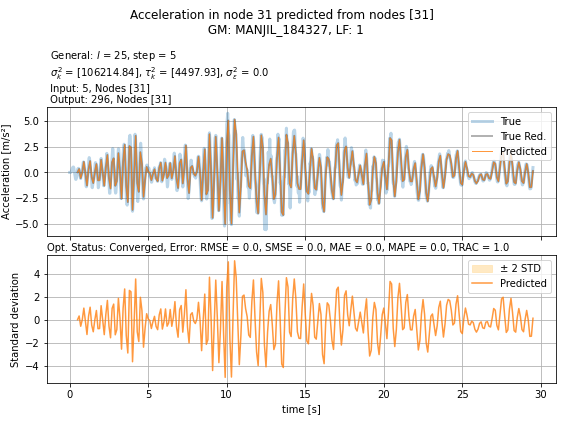 Acceleration in node 31 predicted from nodes [31]
GM: MANJIL_184327, LF: 1
General: l = 25, step = 5
σ²ₖ = [106214.84], τ²ₖ = [4497.93], σ²ₑ = 0.0
Input: 5, Nodes [31]
Output: 296, Nodes [31]
Acceleration [m/s²]
5.0
2.5
0.0
−2.5
−5.0
True
True Red.
Predicted
Opt. Status: Converged, Error: RMSE = 0.0, SMSE = 0.0, MAE = 0.0, MAPE = 0.0, TRAC = 1.0
Standard deviation
4
2
0
−2
−4
± 2 STD
Predicted
0 5 10 15 20 25 30
time [s]